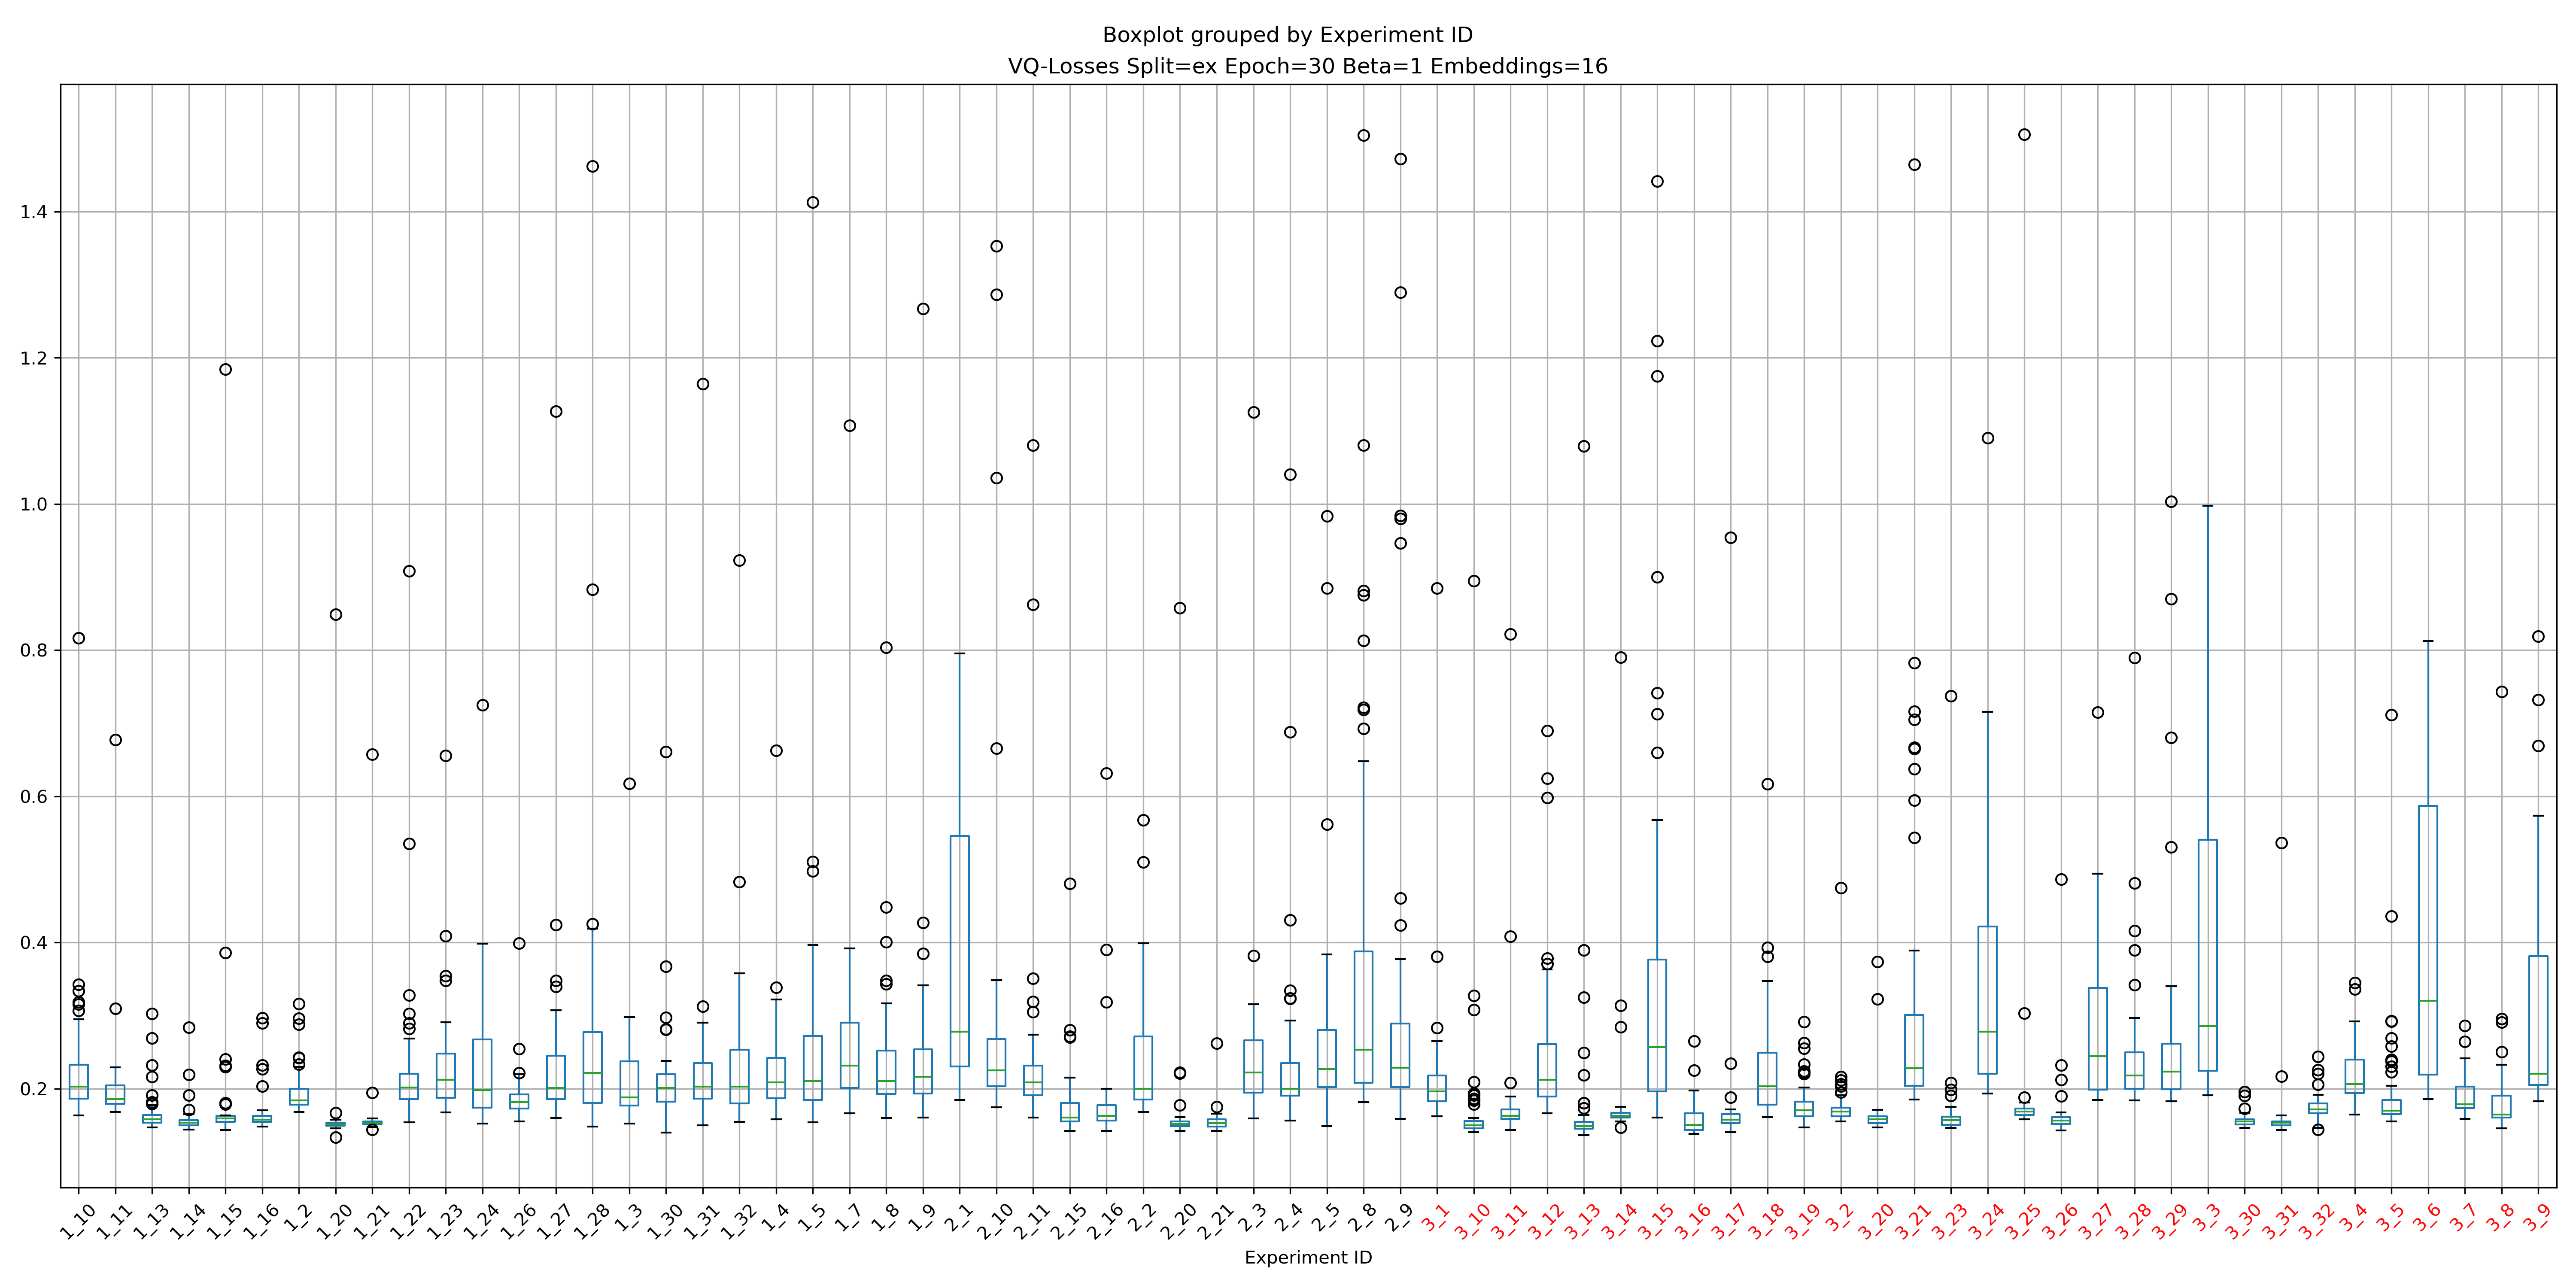 Boxplot grouped by Experiment ID
VQ-Losses Split=ex Epoch=30 Beta=1 Embeddings=16
1.4
1.2
1.0
0.8
0.6
0.4
0.2
1_10 1_11 1_13 1_14 1_15 1_16 1_2 1_20 1_21 1_22 1_23 1_24 1_26 1_27 1_28 1_3 1_30 1_31 1_32 1_4 1_5 1_7 1_8 1_9 2_1 2_10 2_11 2_15 2_16 2_2 2_20 2_21 2_3 2_4 2_5 2_8 2_9 3_1 3_10 3_11 3_12 3_13 3_14 3_15 3_16 3_17 3_18 3_19 3_2 3_20 3_21 3_23 3_24 3_25 3_26 3_27 3_28 3_29 3_3 3_30 3_31 3_32 3_4 3_5 3_6 3_7 3_8 3_9
Experiment ID